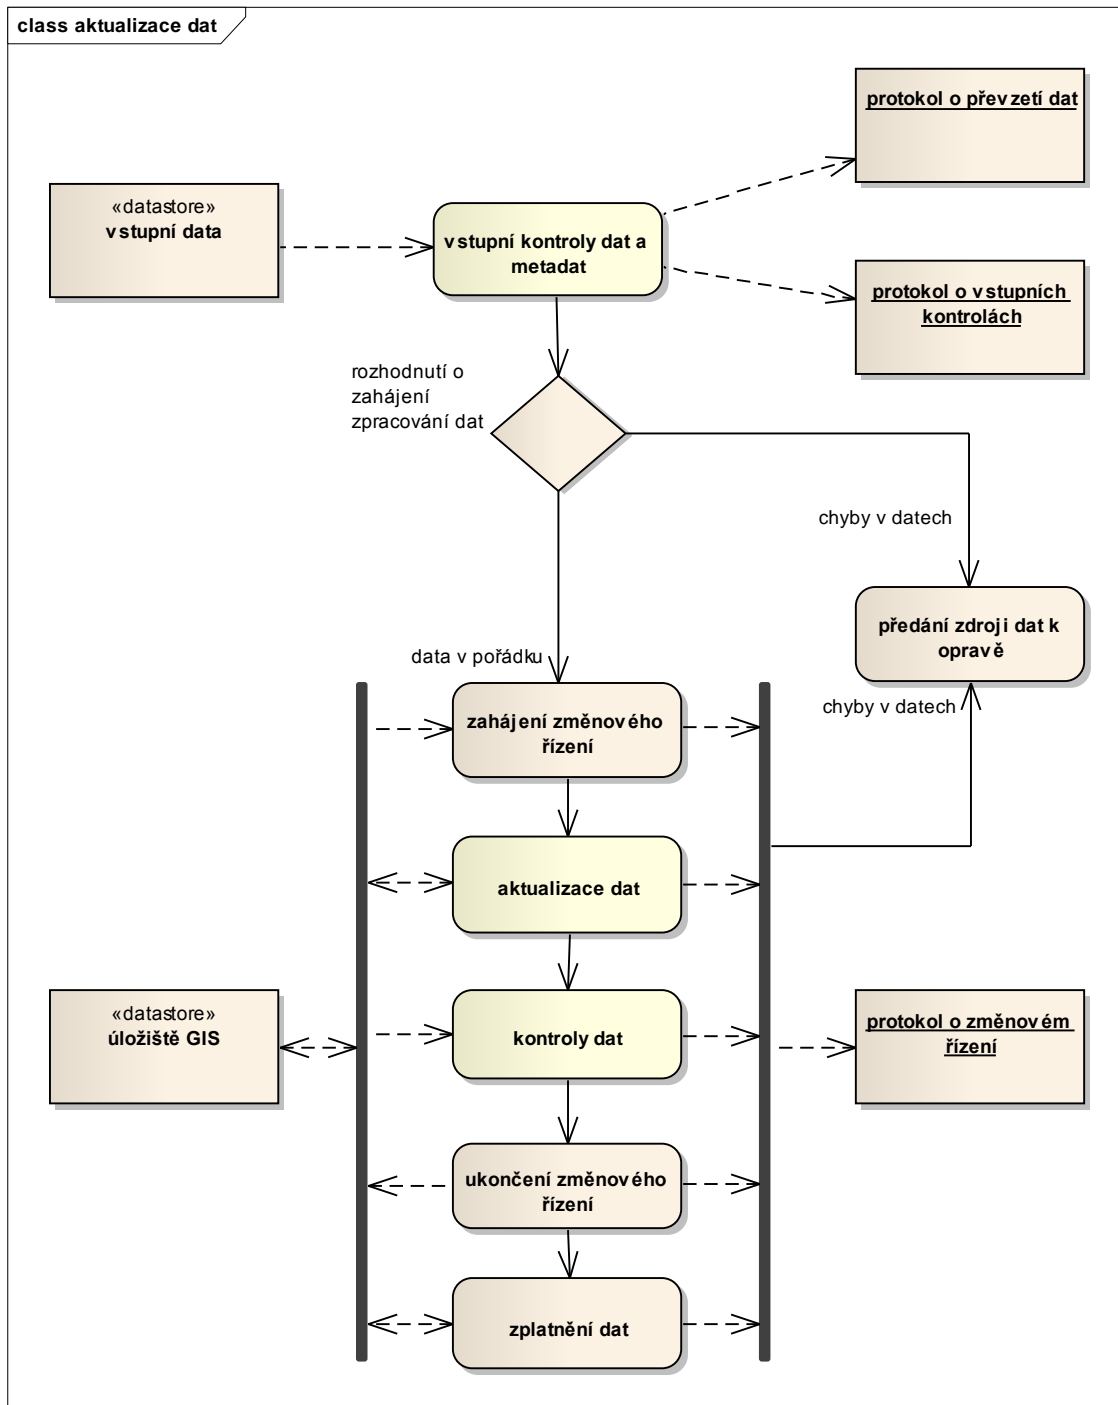 class aktualizace dat
protokol o převzetí dat
«datastore»
vstupní data
vstupní kontroly dat a
metadat
protokol o vstupních
kontrolách
rozhodnutí o
zahájení
zpracování dat
chyby v datech
předání zdroji dat k
opravě
data v pořádku
chyby v datech
zahájení změnového
řízení
aktualizace dat
«datastore»
úložiště GIS
kontroly dat
protokol o změnovém
řízení
ukončení změnového
řízení
zplatnění dat